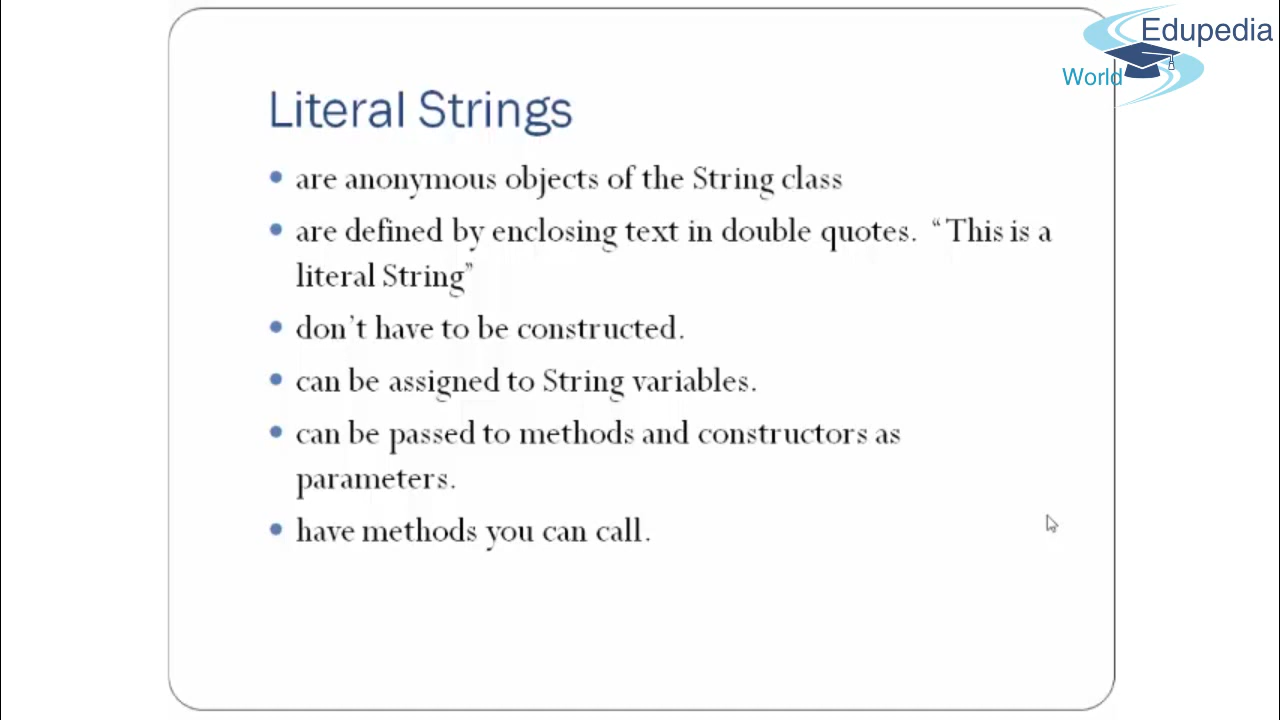 Edupedia
World
Literal Strings
• are anonymous objects of the String class
• are defined by enclosing text in double quotes. “This is a
literal String”
• don’t have to be constructed.
• can be assigned to String variables.
• can be passed to methods and constructors as
parameters.
• have methods you can call.